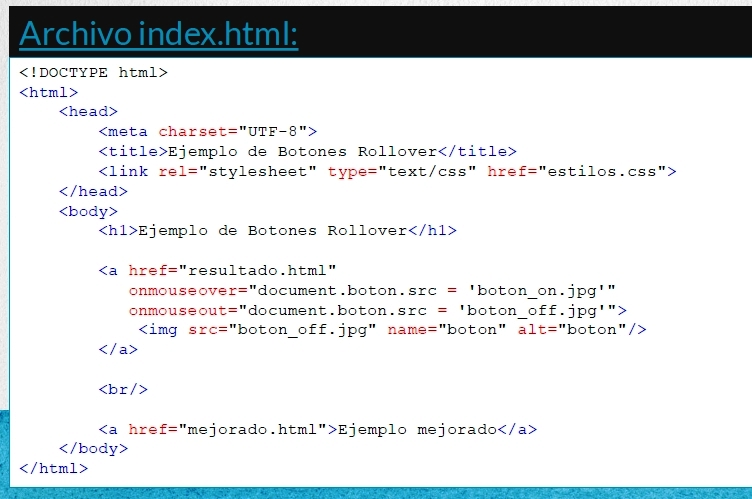 Archivo index.html:
<!DOCTYPE html>
<html>
    <head>
        <meta charset="UTF-8">
        <title>Ejemplo de Botones Rollover</title>
        <link rel="stylesheet" type="text/css" href="estilos.css">
    </head>
    <body>
        <h1>Ejemplo de Botones Rollover</h1>
        <a href="resultado.html"
           onmouseover="document.boton.src = 'boton_on.jpg'"
           onmouseout="document.boton.src = 'boton_off.jpg'">
            <img src="boton_off.jpg" name="boton" alt="boton"/>
        </a>
        <br/>
        <a href="mejorado.html">Ejemplo mejorado</a>
    </body>
</html>